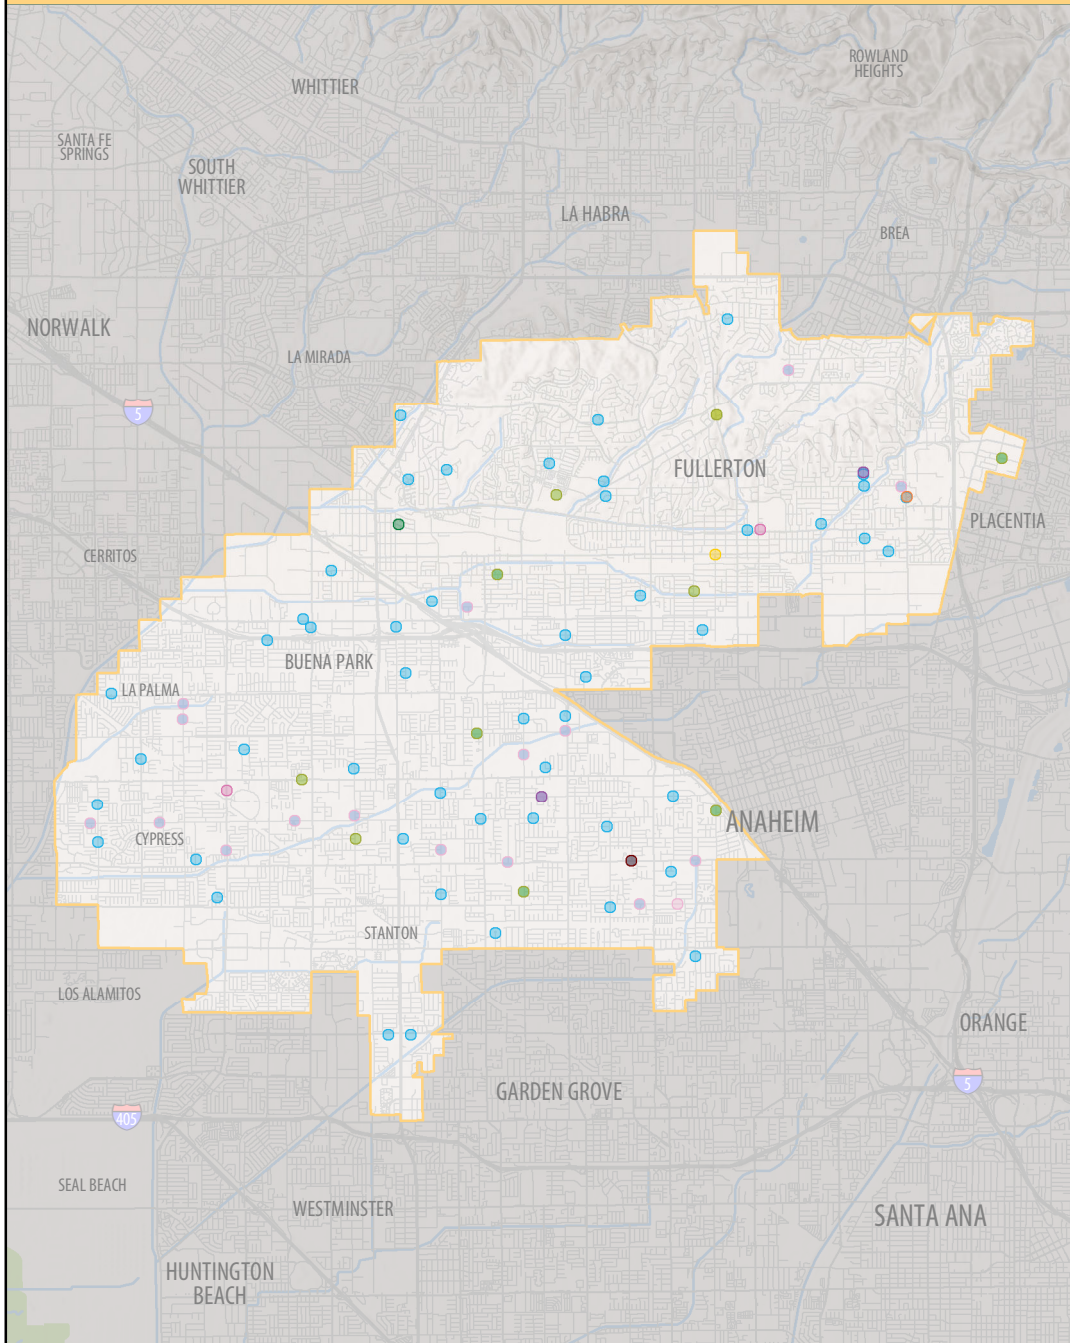 ROWLAND
HEIGHTS
WHITTIER
SANTA FE
SPRINGS
SOUTH
WHITTIER
LA HABRA
BREA
NORWALK
LA MIRADA
5
FULLERTON
PLACENTIA
CERRITOS
BUENA PARK
LA PALMA
ANAHEIM
CYPRESS
STANTON
LOS ALAMITOS
ORANGE
5
GARDEN GROVE
405
SEAL BEACH
WESTMINSTER
SANTA ANA
HUNTINGTON
BEACH